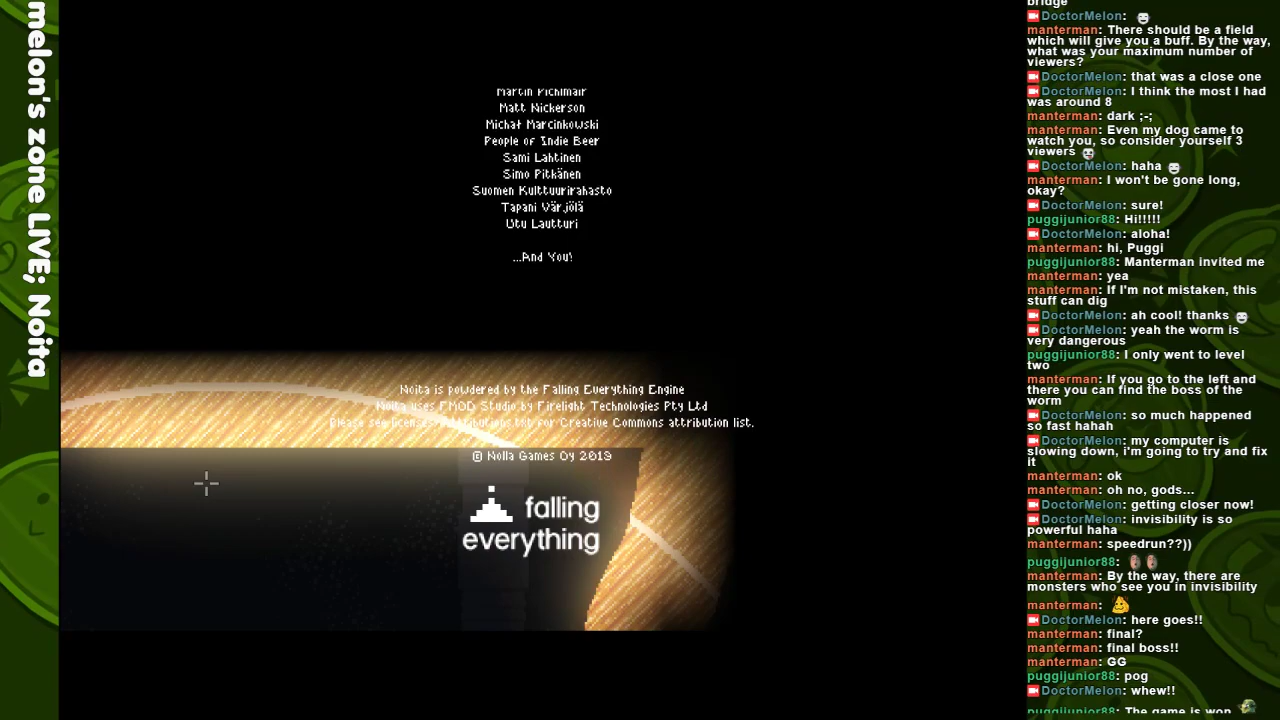 melon's zone LIVE; Noita
Martin Pichlmair
Matt Nickerson
Michał Marcinkowski
People of Indie Beer
Sami Lahtinen
Simo Pitkänen
Suomen Kulttuurirahasto
Tapani Värjölä
Utu Lautturi
...And You!
Noita is powdered by the Falling Everything Engine
Noita uses FMOD Studio by Firelight Technologies Pty Ltd
Please see licenses/attributions.txt for Creative Commons attribution list.
© Nolla Games Oy 2019
falling
everything
bridge
DoctorMelon:
manterman: There should be a field
which will give you a buff. By the way,
what was your maximum number of
viewers?
DoctorMelon: that was a close one
DoctorMelon: I think the most I had
was around 8
manterman: dark ;-;
manterman: Even my dog came to
watch you, so consider yourself 3
viewers
DoctorMelon: haha
manterman: I won't be gone long,
okay?
DoctorMelon: sure!
puggijunior88: Hi!!!!!
DoctorMelon: aloha!
manterman: hi, Puggi
puggijunior88: Manterman invited me
manterman: yea
manterman: If I'm not mistaken, this
stuff can dig
DoctorMelon: ah cool! thanks
DoctorMelon: yeah the worm is
very dangerous
puggijunior88: I only went to level
two
manterman: If you go to the left and
there you can find the boss of the
worm
DoctorMelon: so much happened
so fast hahah
DoctorMelon: my computer is
slowing down, i'm going to try and fix
it
manterman: ok
manterman: oh no, gods...
DoctorMelon: getting closer now!
DoctorMelon: invisibility is so
powerful haha
manterman: speedrun??))
puggijunior88:
manterman: By the way, there are
monsters who see you in invisibility
manterman:
DoctorMelon: here goes!!
manterman: final?
manterman: final boss!!
manterman: GG
puggijunior88: pog
DoctorMelon: whew!!
puggijunior88: The game is won